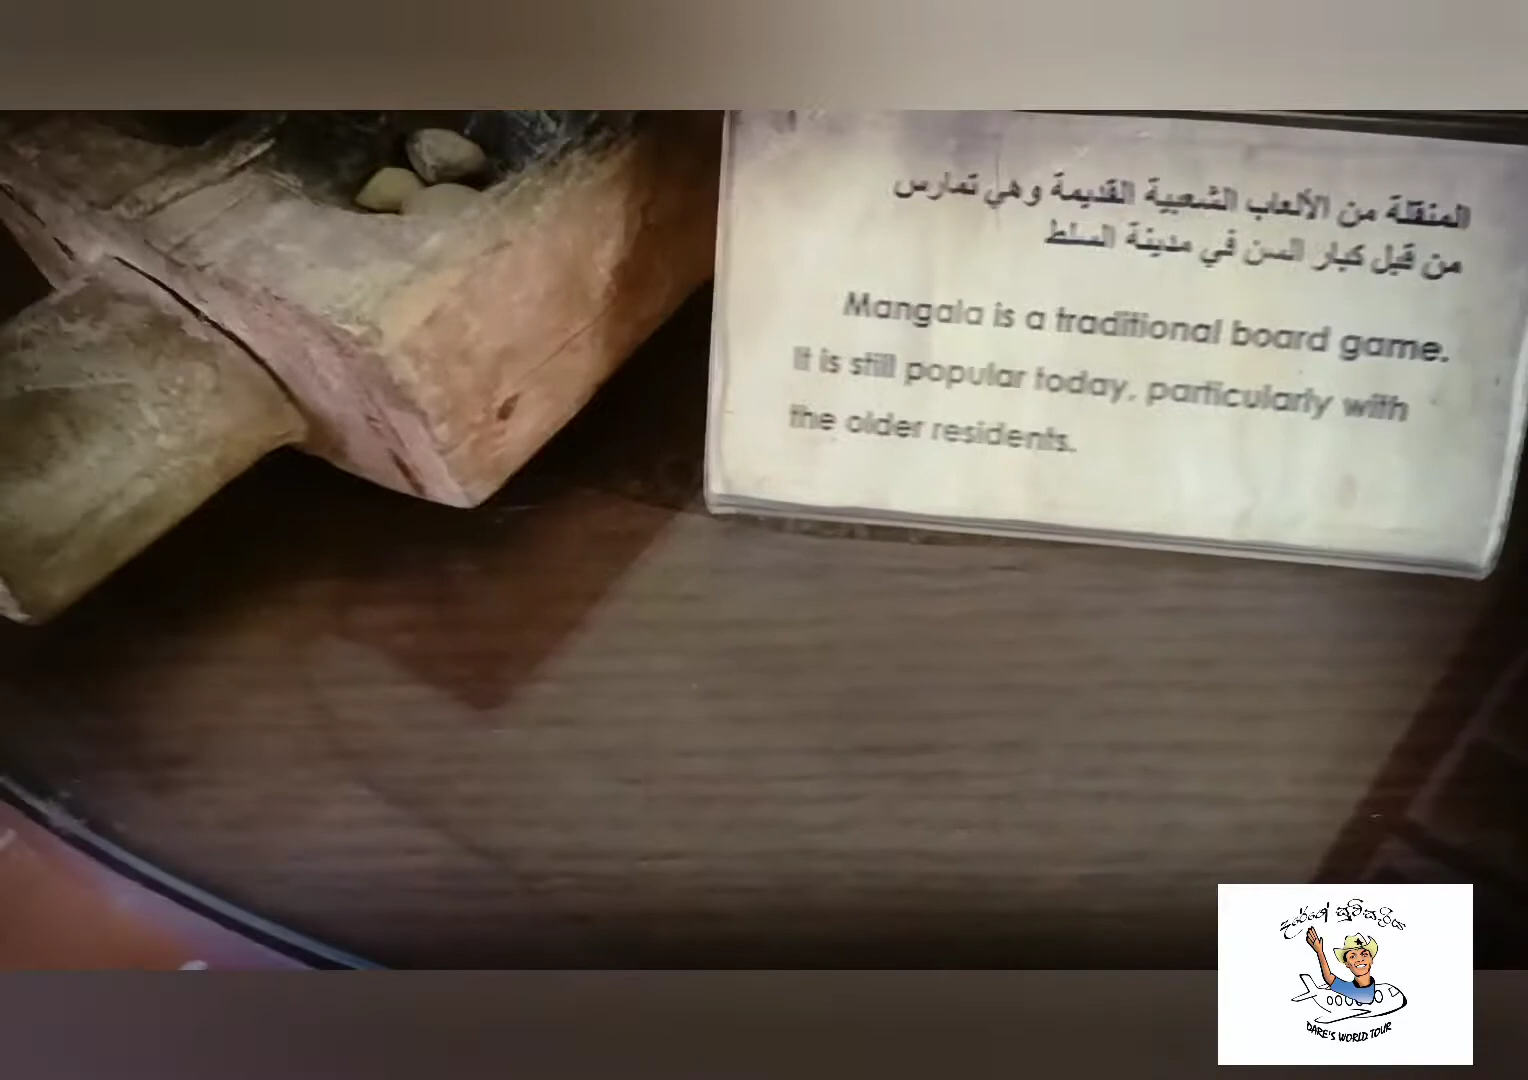 المنقلة من الألعاب الشعبية القديمة وهي تمارس
من قبل كبار السن في مدينة السلط
Mangala is a traditional board game.
It is still popular today, particularly with
the older residents.
DARE'S WORLD TOUR